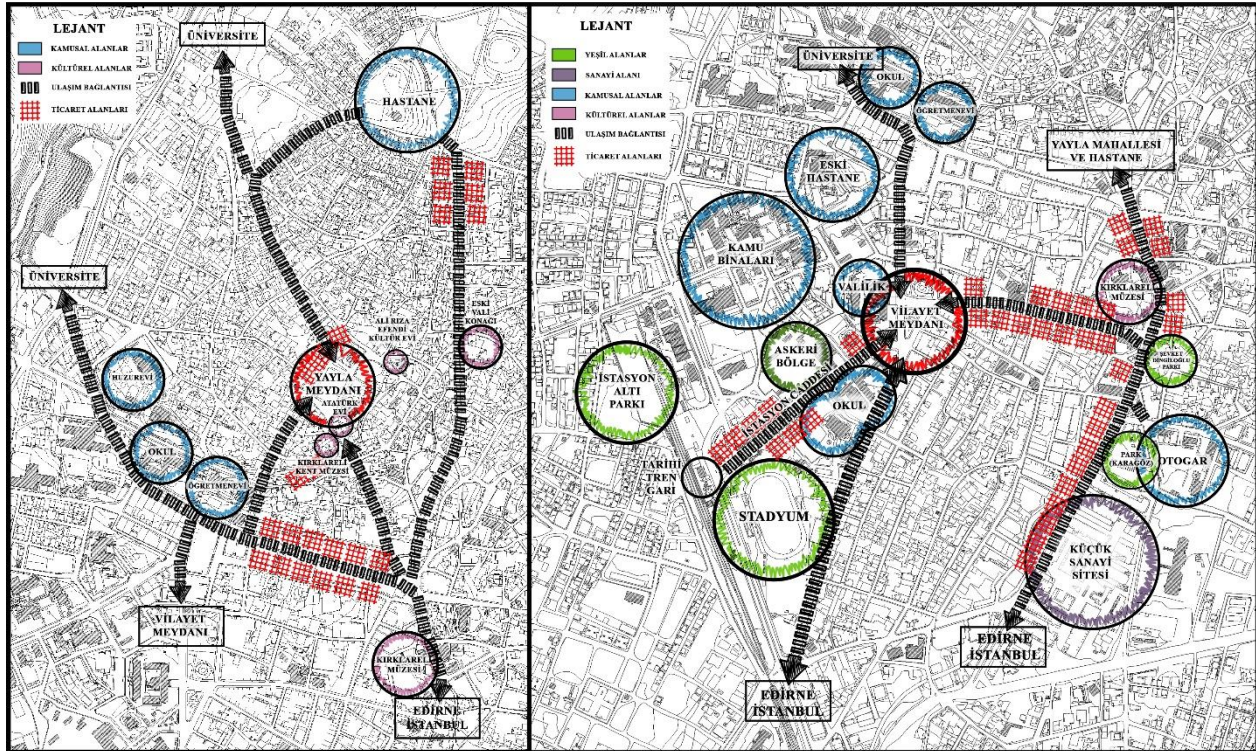 LEJANT
KAMUSAL ALANLAR
KÜLTÜREL ALANLAR
ULAŞIM BAĞLANTISI
TİCARET ALANLARI
ÜNİVERSİTE
HASTANE
ÜNİVERSİTE
ESKİ
VALİ
KONAĞI
ALİ RIZA
EFENDİ
KÜLTÜR EVİ
HUZUREVİ
YAYLA
MEYDANI
ATATÜRK
EVİ
OKUL
KIRKLARELİ
KENT MÜZESİ
ÖĞRETMENEVİ
VİLAYET
MEYDANI
KIRKLARELİ
MÜZESİ
EDİRNE
İSTANBUL
LEJANT
YEŞİL ALANLAR
SANAYİ ALANI
KAMUSAL ALANLAR
KÜLTÜREL ALANLAR
ULAŞIM BAĞLANTISI
TİCARET ALANLARI
ÜNİVERSİTE
OKUL
ÖĞRETMENEVİ
YAYLA MAHALLESİ
VE HASTANE
ESKİ
HASTANE
KAMU
BİNALARI
VALİLİK
KIRKLARELİ
MÜZESİ
VİLAYET
MEYDANI
ASKERİ
BÖLGE
ŞEVKET
DİNGİLOĞLU
PARKI
İSTASYON
ALTI
PARKI
İSTASYON CADDESİ
OKUL
TARİHİ
TREN
GARİ
PARK
(KARAGÖZ)
OTOGAR
STADYUM
KÜÇÜK
SANAYİ
SİTESİ
EDİRNE
İSTANBUL
EDİRNE
İSTANBUL